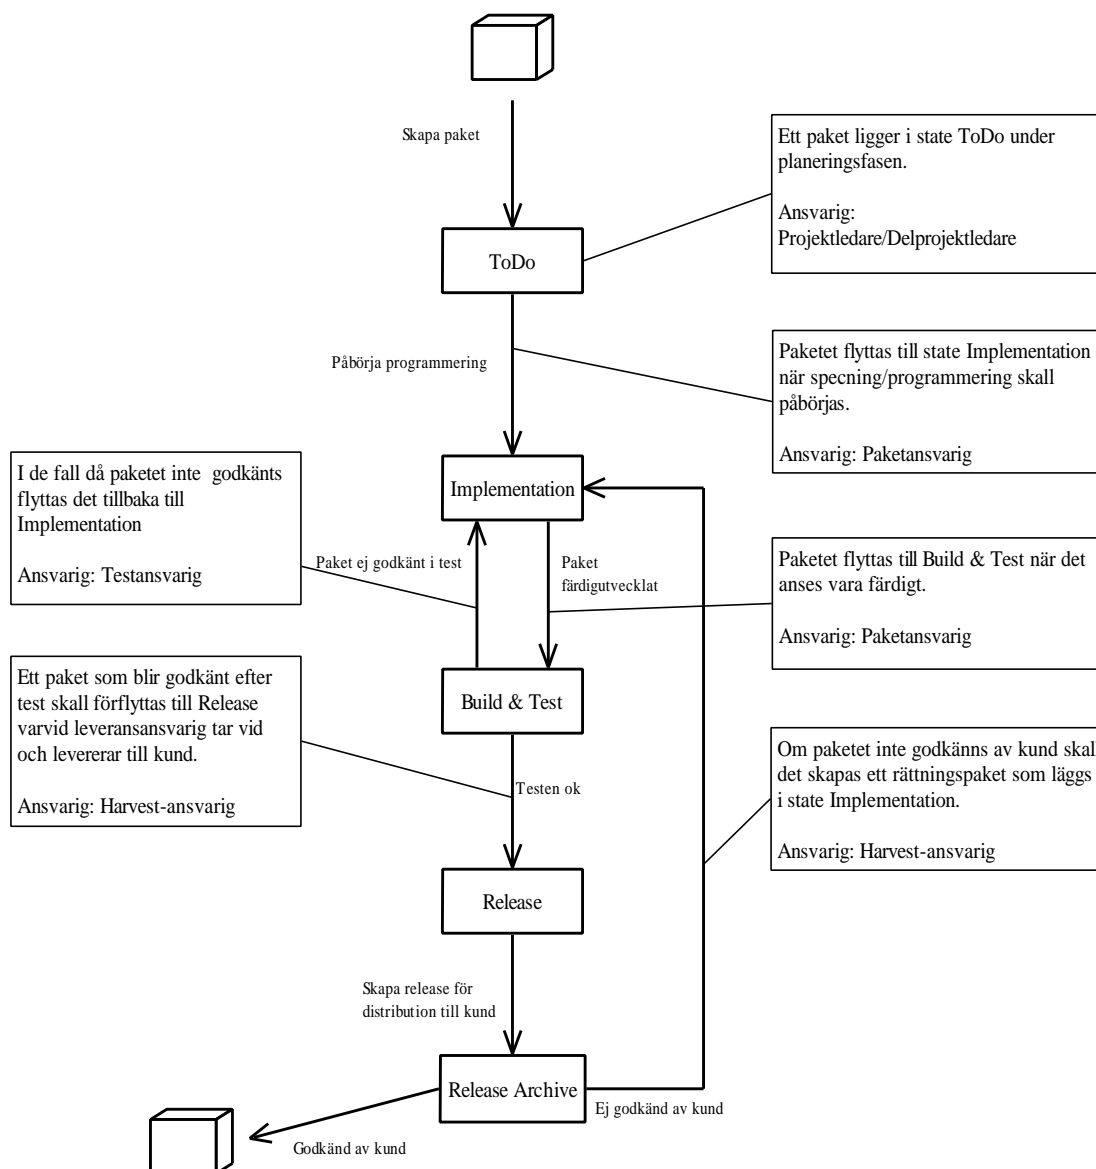 Skapa paket
Ett paket ligger i state ToDo under
planeringsfasen.
Ansvarig:
Projektledare/Delprojektledare
ToDo
Påbörja programmering
Paketet flyttas till state Implementation
när specning/programmering skall
påbörjas.
Ansvarig: Paketansvarig
I de fall då paketet inte godkänts
flyttas det tillbaka till
Implementation
Ansvarig: Testansvarig
Implementation
Paket ej godkänt i test
Paket
färdigutvecklat
Paketet flyttas till Build & Test när det
anses vara färdigt.
Ansvarig: Paketansvarig
Ett paket som blir godkänt efter
test skall förflyttas till Release
varvid leveransansvarig tar vid
och levererar till kund.
Ansvarig: Harvest-ansvarig
Build & Test
Testen ok
Om paketet inte godkänns av kund skall
det skapas ett rättningspaket som läggs
i state Implementation.
Ansvarig: Harvest-ansvarig
Release
Skapa release för
distribution till kund
Release Archive
Ej godkänd av kund
Godkänd av kund